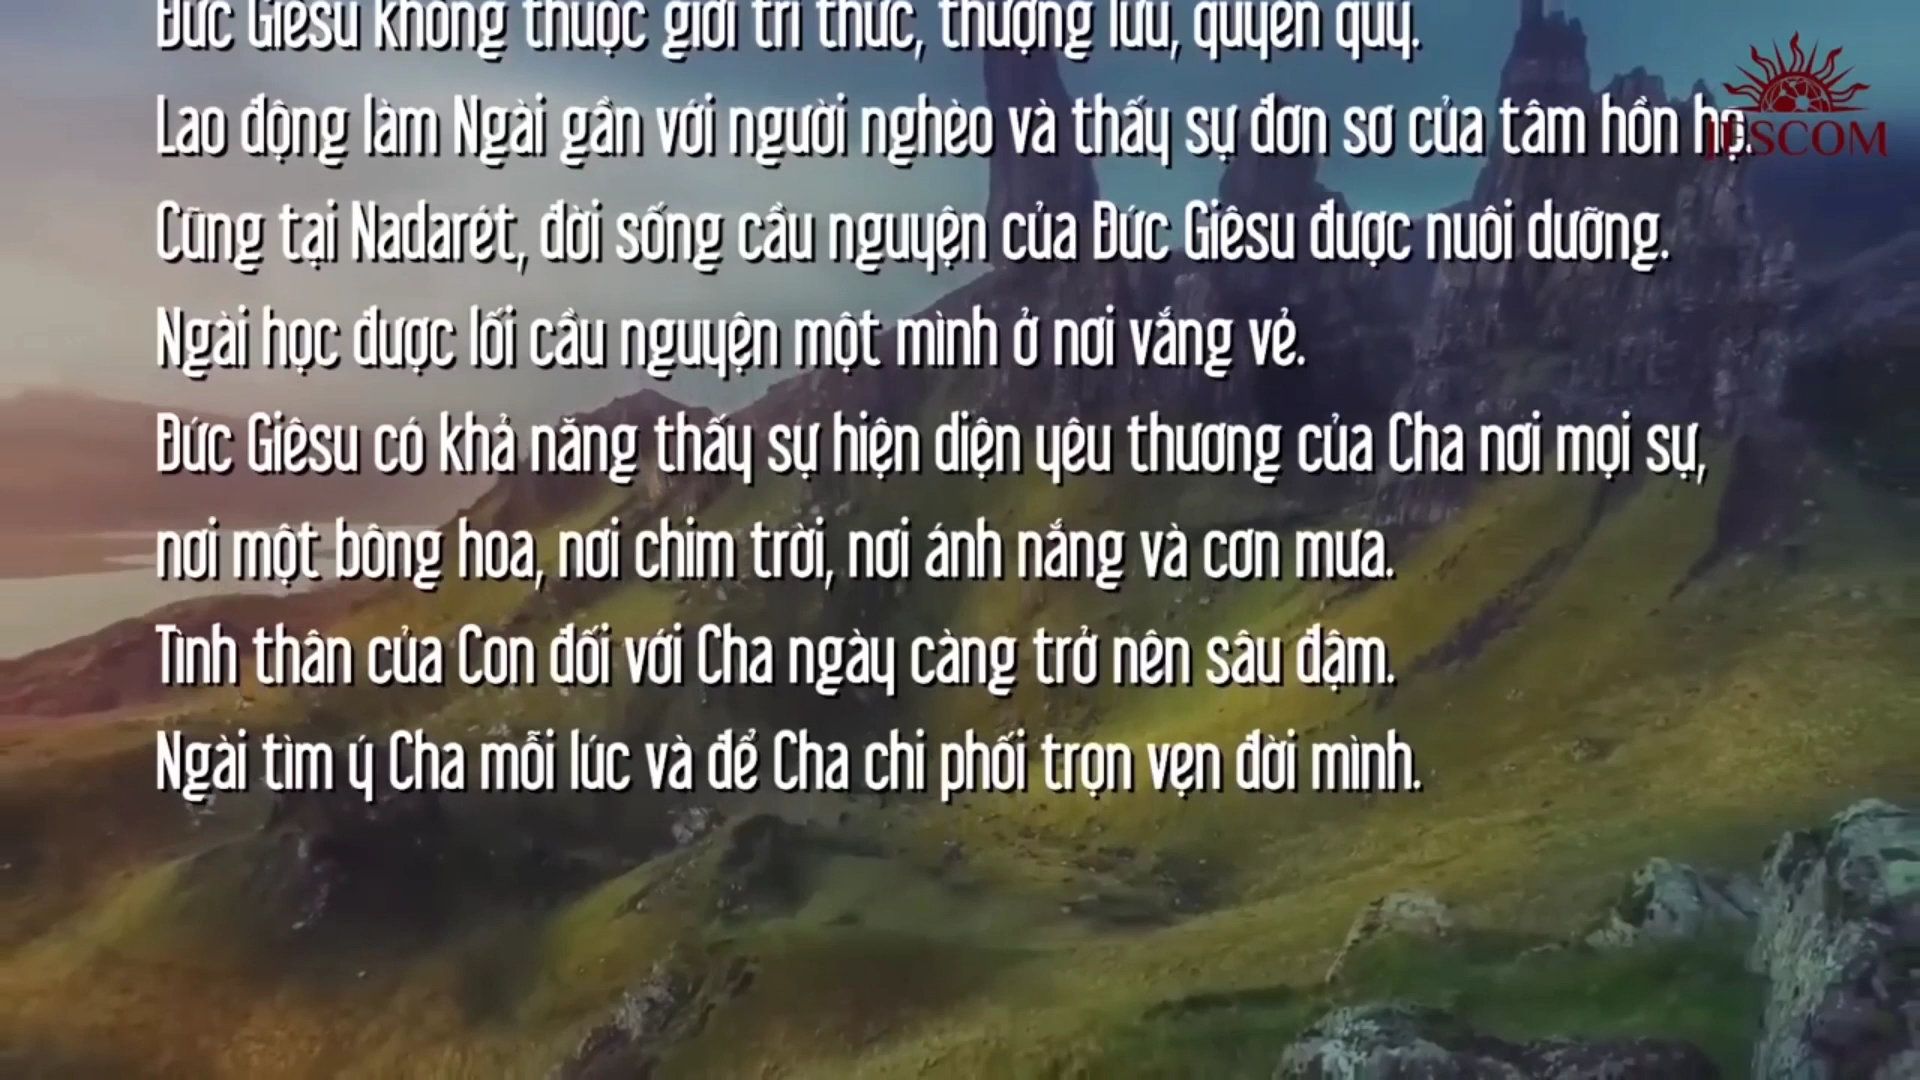 Đức Giêsu không thuộc giới trí thức, thượng lưu, quyền quý.
Lao động làm Ngài gần với người nghèo và thấy sự đơn sơ của tâm hồn họ.
JESCOM
Cũng tại Nadarét, đời sống cầu nguyện của Đức Giêsu được nuôi dưỡng.
Ngài học được lối cầu nguyện một mình ở nơi vắng vẻ.
Đức Giêsu có khả năng thấy sự hiện diện yêu thương của Cha nơi mọi sự,
nơi một bông hoa, nơi chim trời, nơi ánh nắng và cơn mưa.
Tình thân của Con đối với Cha ngày càng trở nên sâu đậm.
Ngài tìm ý Cha mỗi lúc và để Cha chi phối trọn vẹn đời mình.